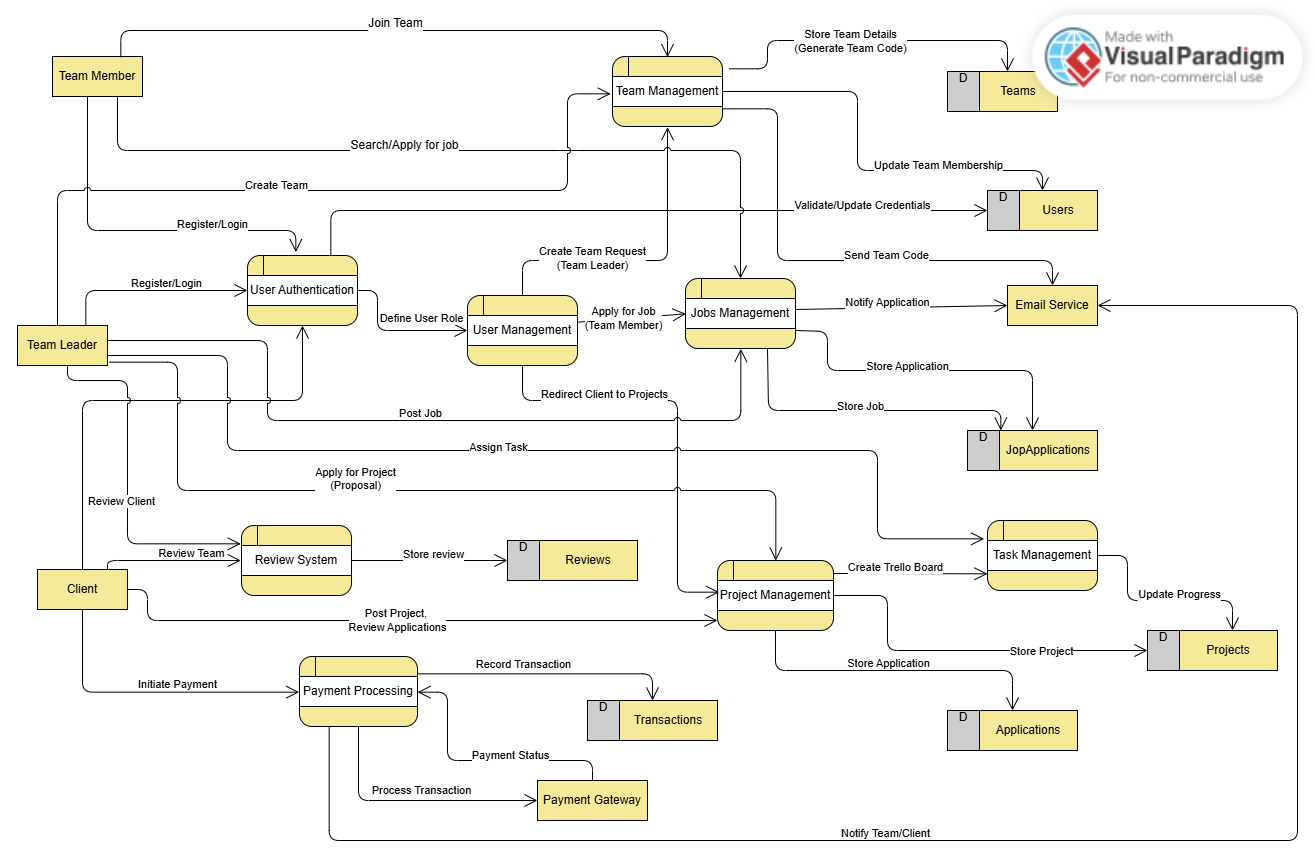 Join Team
Made with
Visual Paradigm
For non-commercial use
Store Team Details
(Generate Team Code)
Team Member
D
Teams
Team Management
Search/Apply for job
Update Team Membership
Create Team
D
Users
Validate/Update Credentials
Register/Login
Create Team Request
(Team Leader)
Send Team Code
Register/Login
User Authentication
Notify Application
Email Service
Define User Role
User Management
Apply for Job
(Team Member)
Jobs Management
Team Leader
Store Application
Redirect Client to Projects
Store Job
Post Job
D
JopApplications
Assign Task
Apply for Project
(Proposal)
Review Client
Review Team
Review System
Store review
D
Reviews
Task Management
Create Trello Board
Client
Project Management
Update Progress
Post Project,
Review Applications
D
Projects
Store Project
Store Application
Record Transaction
Initiate Payment
Payment Processing
D
Transactions
D
Applications
Payment Status
Process Transaction
Payment Gateway
Notify Team/Client